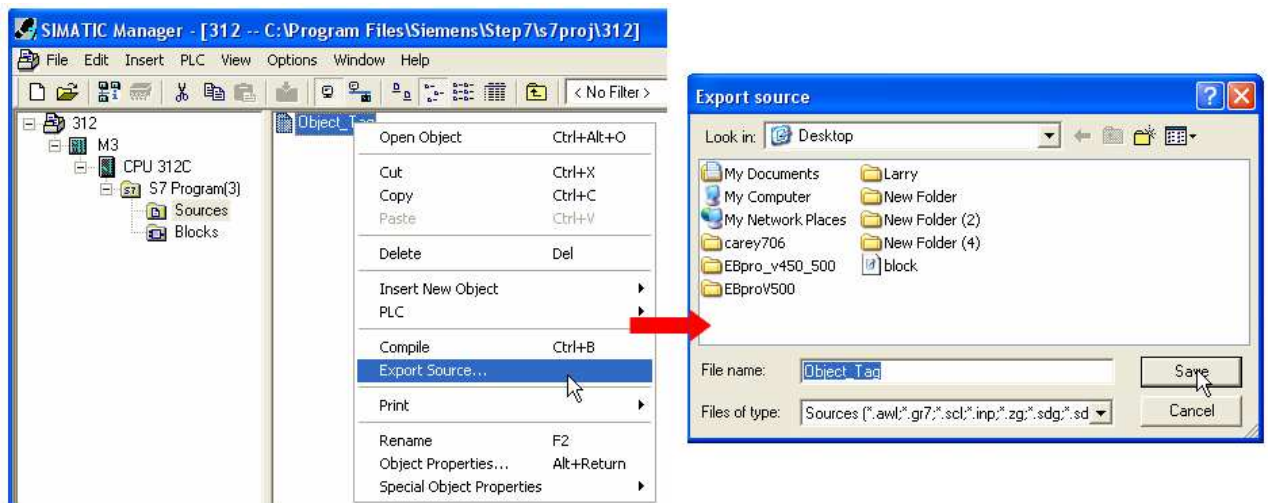 SIMATIC Manager - [312 -- C:\Program Files\Siemens\Step7\s7proj\312]
File Edit Insert PLC View Options Window Help
< No Filter >
312
M3
CPU 312C
S7 Program(3)
Sources
Blocks
Object_Tag
Open Object Ctrl+Alt+O
Cut Ctrl+X
Copy Ctrl+C
Paste Ctrl+V
Delete Del
Insert New Object
PLC
Compile Ctrl+B
Export Source...
Print
Rename F2
Object Properties... Alt+Return
Special Object Properties
Export source
Look in: Desktop
My Documents
My Computer
My Network Places
carey706
EBpro_v450_500
EBproV500
Larry
New Folder
New Folder (2)
New Folder (4)
block
File name: Object_Tag
Save
Files of type: Sources (*.awl;*.gr7;*.scl;*.inp;*.zg;*.sdg;*.sd
Cancel